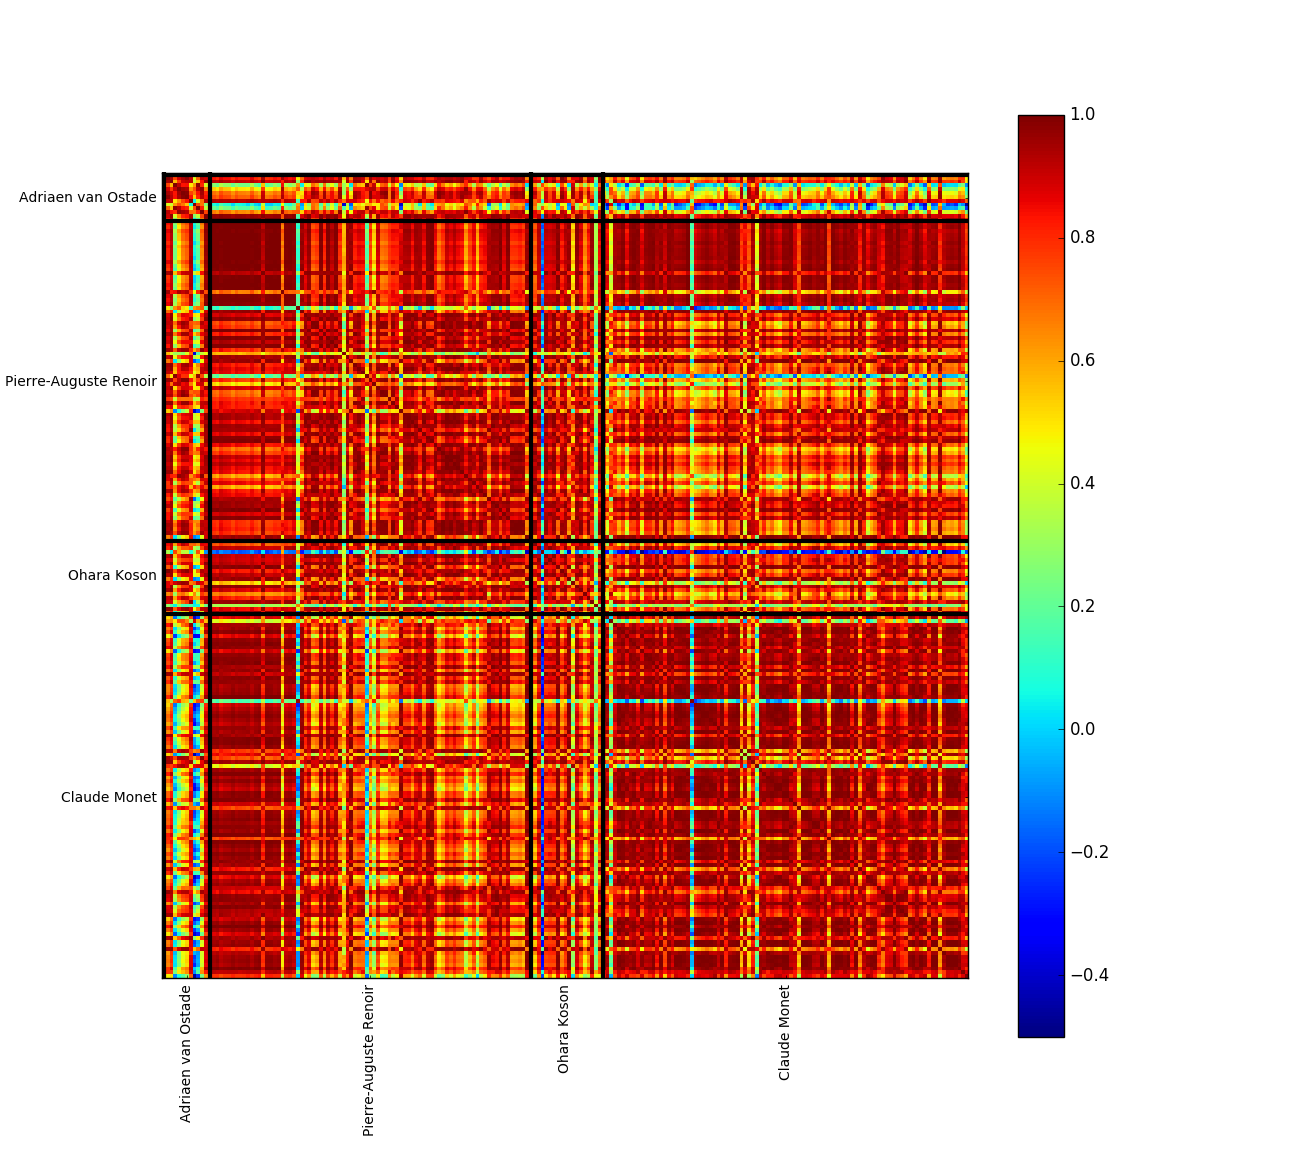 Adriaen van Ostade
Pierre-Auguste Renoir
Ohara Koson
Claude Monet
Adriaen van Ostade
Pierre-Auguste Renoir
Ohara Koson
Claude Monet
1.0
0.8
0.6
0.4
0.2
0.0
−0.2
−0.4